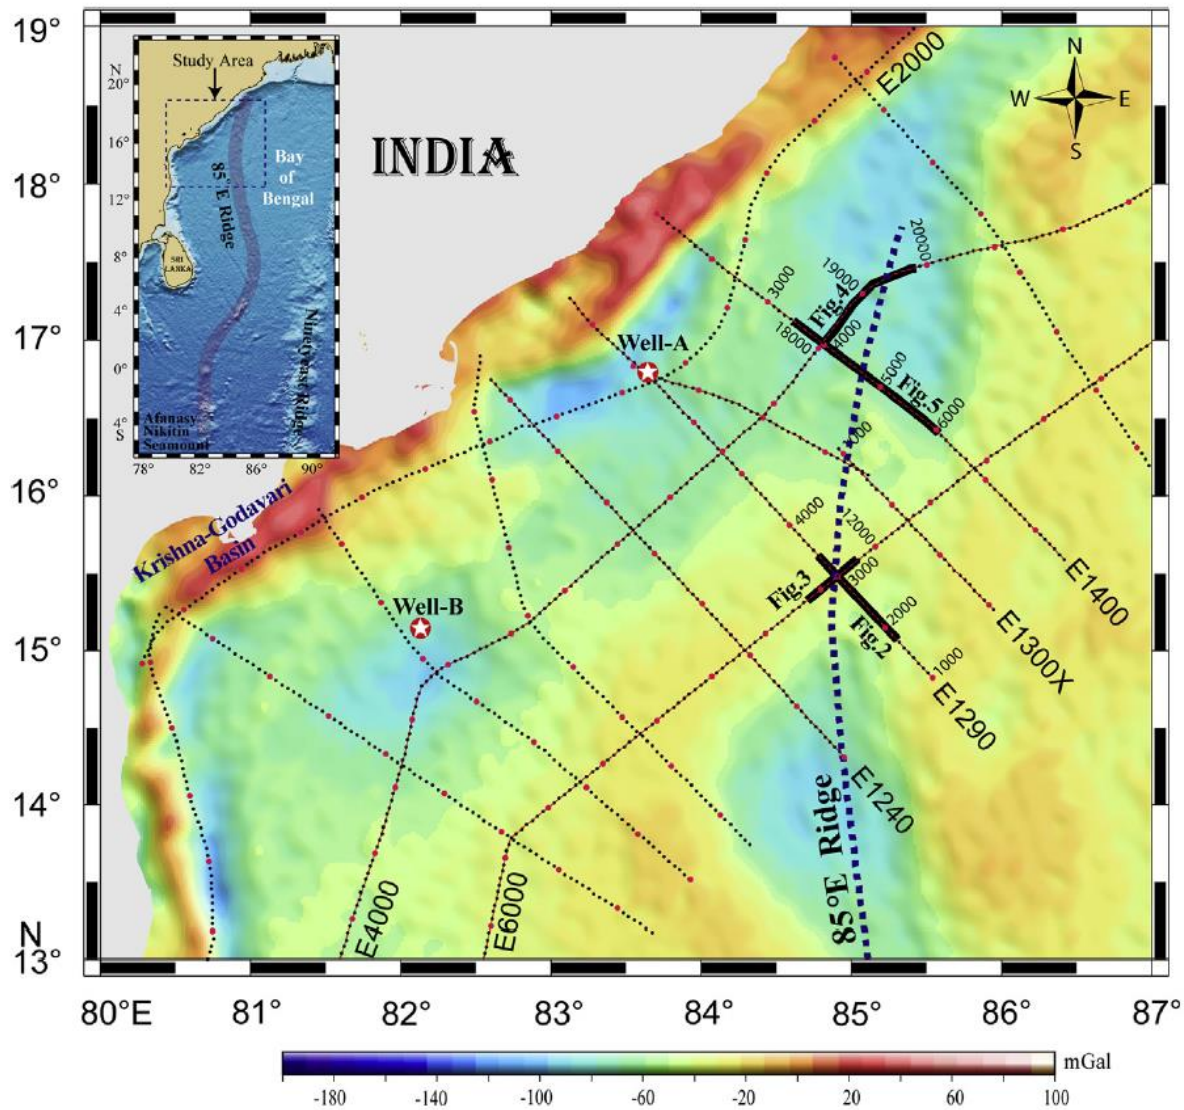 19°
18°
17°
16°
15°
14°
N
13°
80°E
81°
82°
83°
84°
85°
86°
87°
N
20°
16°
12°
8°
4°
0°
4°
S
78°
82°
86°
90°
Study Area
Bay
of
Bengal
85°E Ridge
SRI
LANKA
Ninetyeast Ridge
Afanasy
Nikitin
Seamount
INDIA
N
W
E
S
E2000
3000
18000
19000
20000
Fig.4
4000
5000
Fig.5
6000
Well-A
4000
12000
3000
Fig.3
2000
Fig.2
1000
Krishna-Godavari
Basin
Well-B
E1400
E1300X
E1290
E1240
85°E Ridge
E4000
E6000
-180
-140
-100
-60
-20
20
60
100
mGal